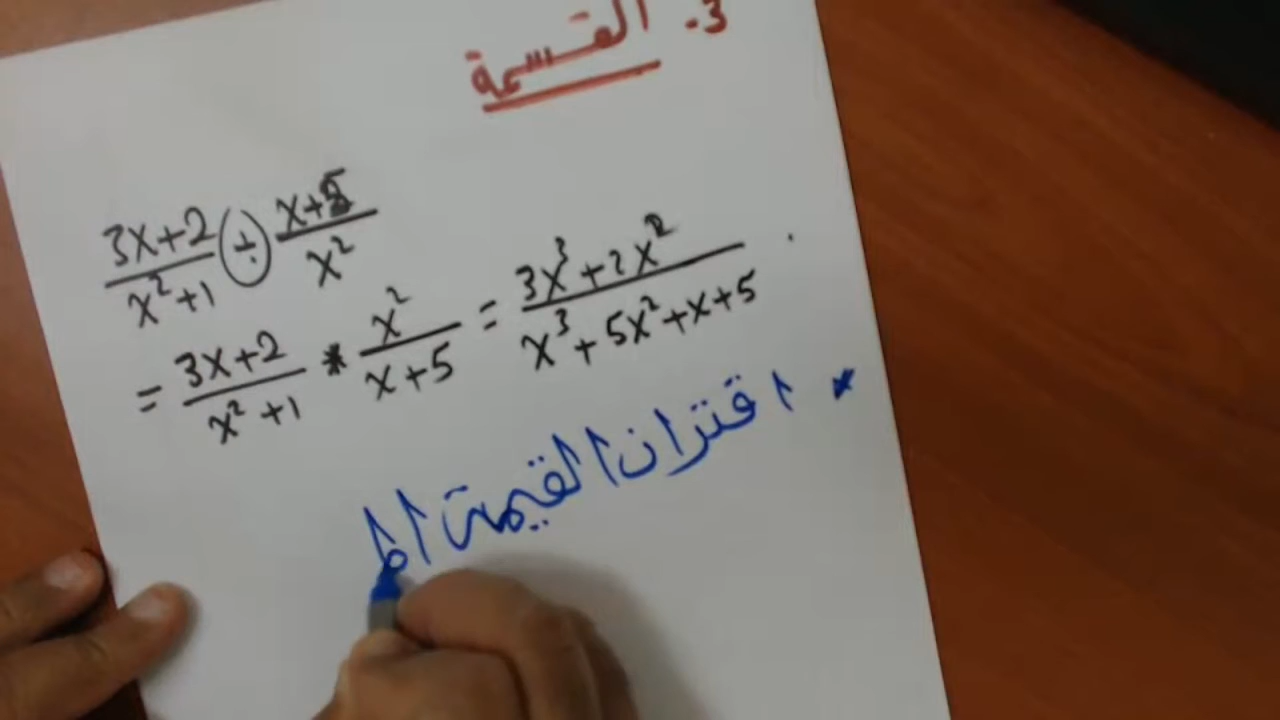 3. القسمة
(3x+2)/(x²+1) ÷ (x+5)/x²
= (3x+2)/(x²+1) * x²/(x+5) = (3x³+2x²)/(x³+5x²+x+5) .
* اقتران القيمة الم